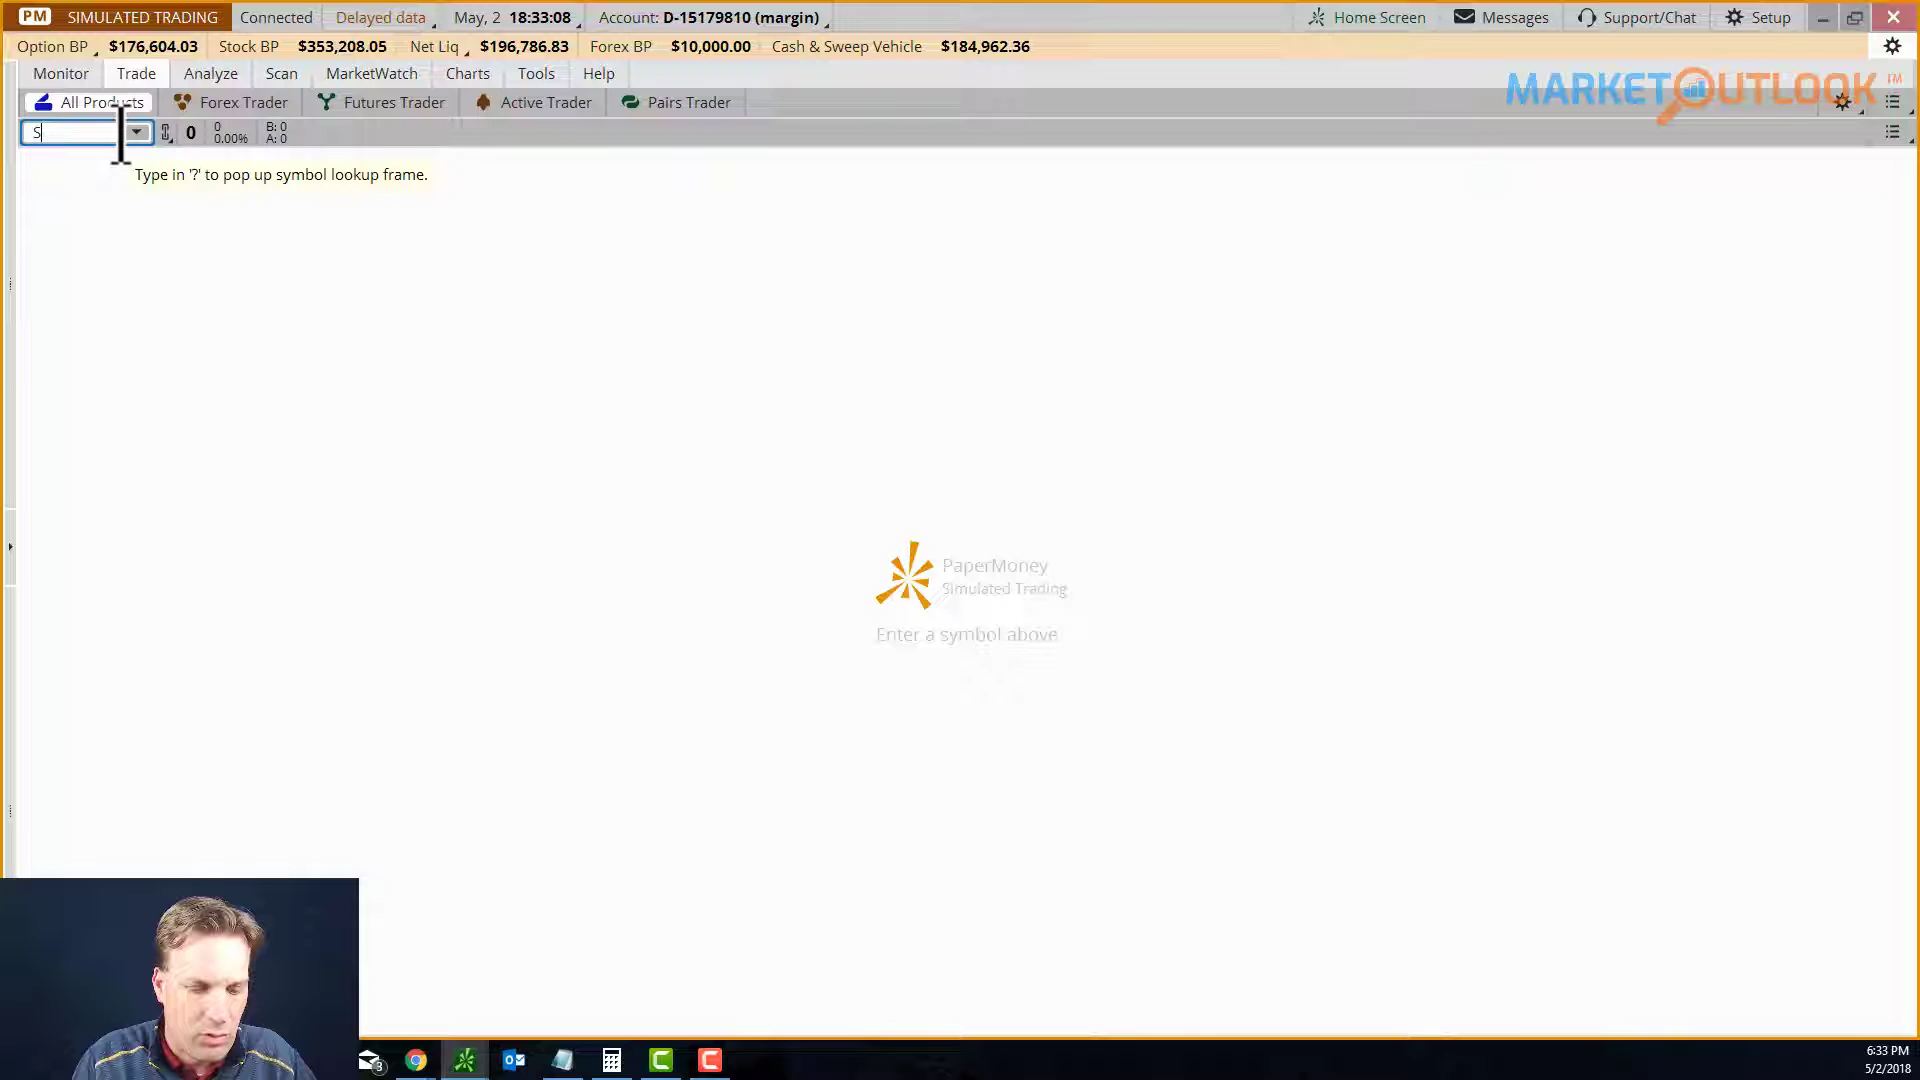 PM SIMULATED TRADING Connected Delayed data May, 2 18:33:08 Account: D-15179810 (margin) Home Screen Messages Support/Chat Setup
Option BP $176,604.03 Stock BP $353,208.05 Net Liq $196,786.83 Forex BP $10,000.00 Cash & Sweep Vehicle $184,962.36
Monitor Trade Analyze Scan MarketWatch Charts Tools Help
MARKETOUTLOOK TM
All Products Forex Trader Futures Trader Active Trader Pairs Trader
S 0 0 B: 0
0.00% A: 0
Type in '?' to pop up symbol lookup frame.
PaperMoney
Simulated Trading
Enter a symbol above
3
6:33 PM
5/2/2018